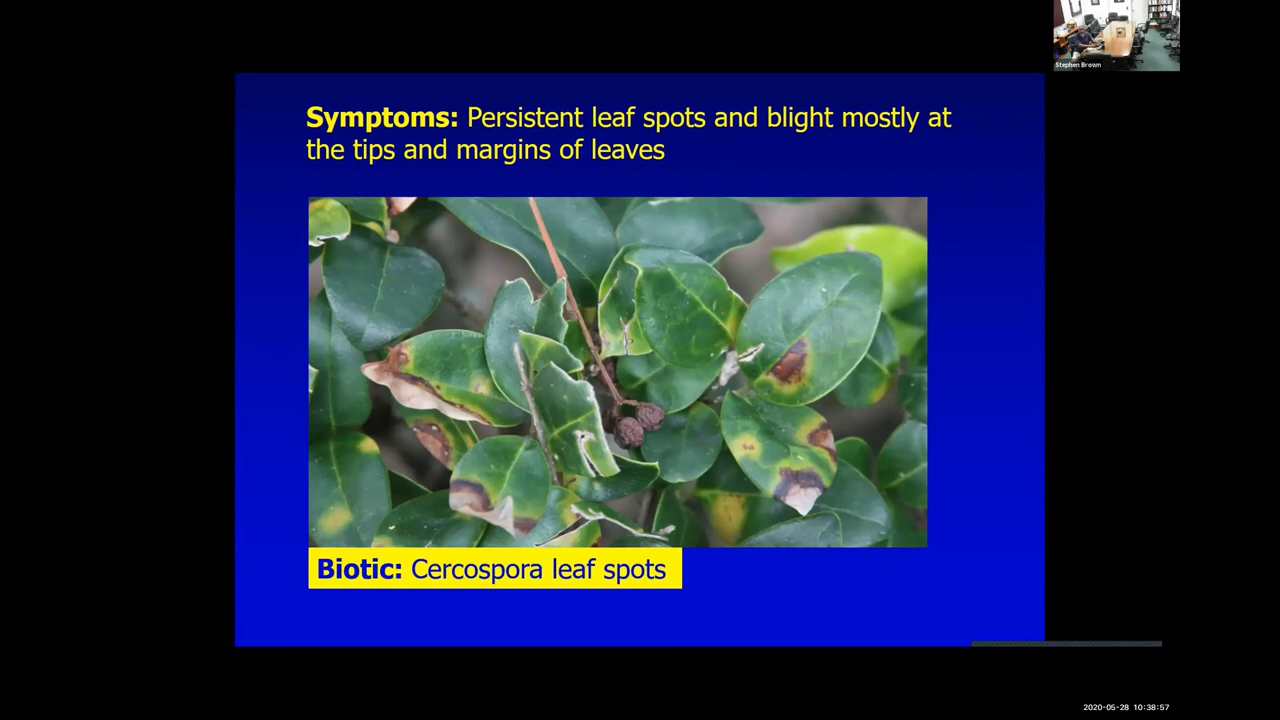 Stephen Brown
Symptoms: Persistent leaf spots and blight mostly at
the tips and margins of leaves
Biotic: Cercospora leaf spots
2020-05-28 10:38:57